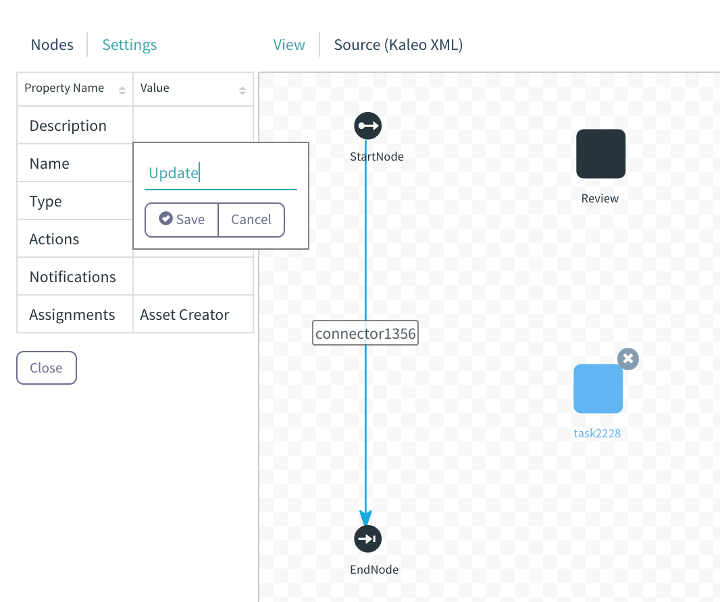 Nodes Settings View Source (Kaleo XML)
Property Name Value
Description
Name
Type
Actions
Notifications
Assignments Asset Creator
Update
Save Cancel
Close
StartNode
Review
connector1356
task2228
EndNode